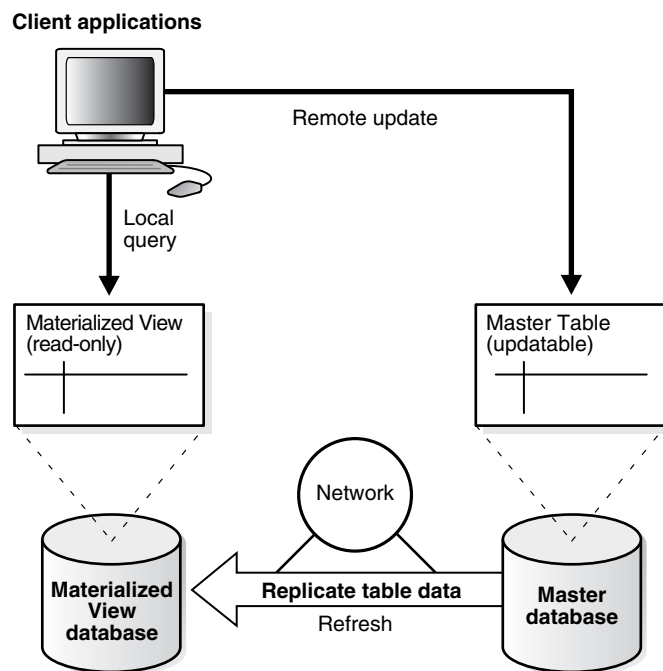 Client applications
Remote update
Local
query
Materialized View
(read-only)
Master Table
(updatable)
Network
Materialized
View
database
Replicate table data
Refresh
Master
database